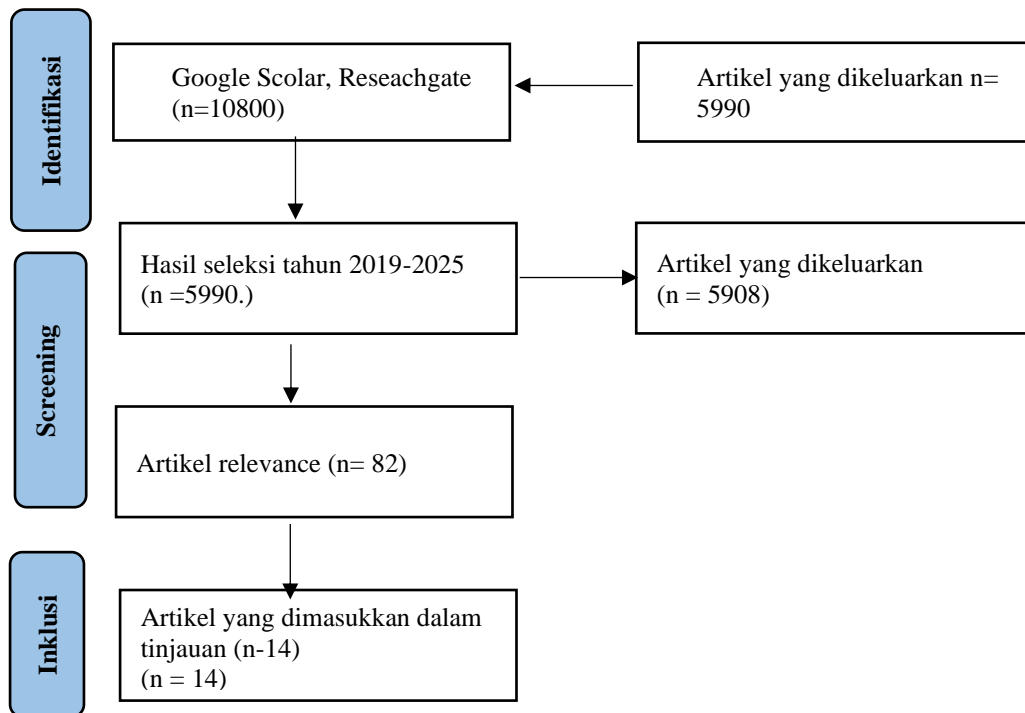 Identifikasi
Google Scolar, Reseachgate
(n=10800)
Artikel yang dikeluarkan n=
5990
Screening
Hasil seleksi tahun 2019-2025
(n =5990.)
Artikel yang dikeluarkan
(n = 5908)
Artikel relevance (n= 82)
Inklusi
Artikel yang dimasukkan dalam
tinjauan (n-14)
(n = 14)